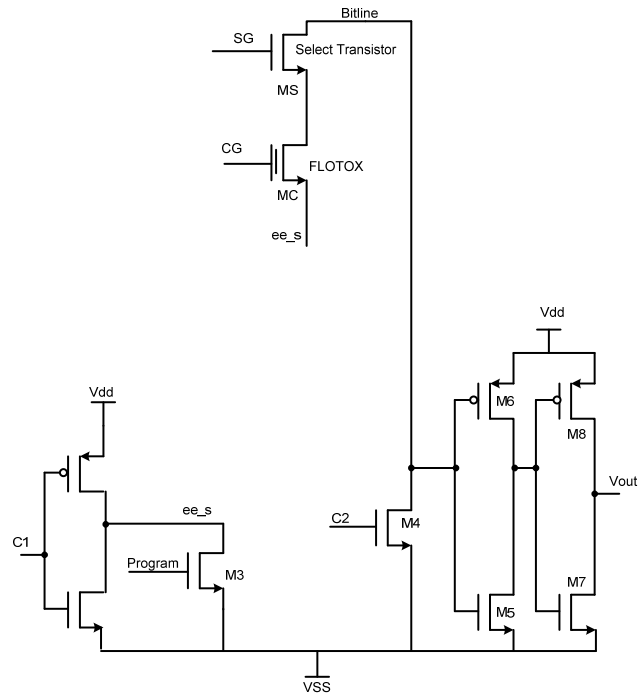 Bitline
SG
Select Transistor
MS
CG
FLOTOX
MC
ee_s
Vdd
M6
M8
Vdd
Vout
ee_s
C2
M4
C1
Program
M3
M7
M5
VSS